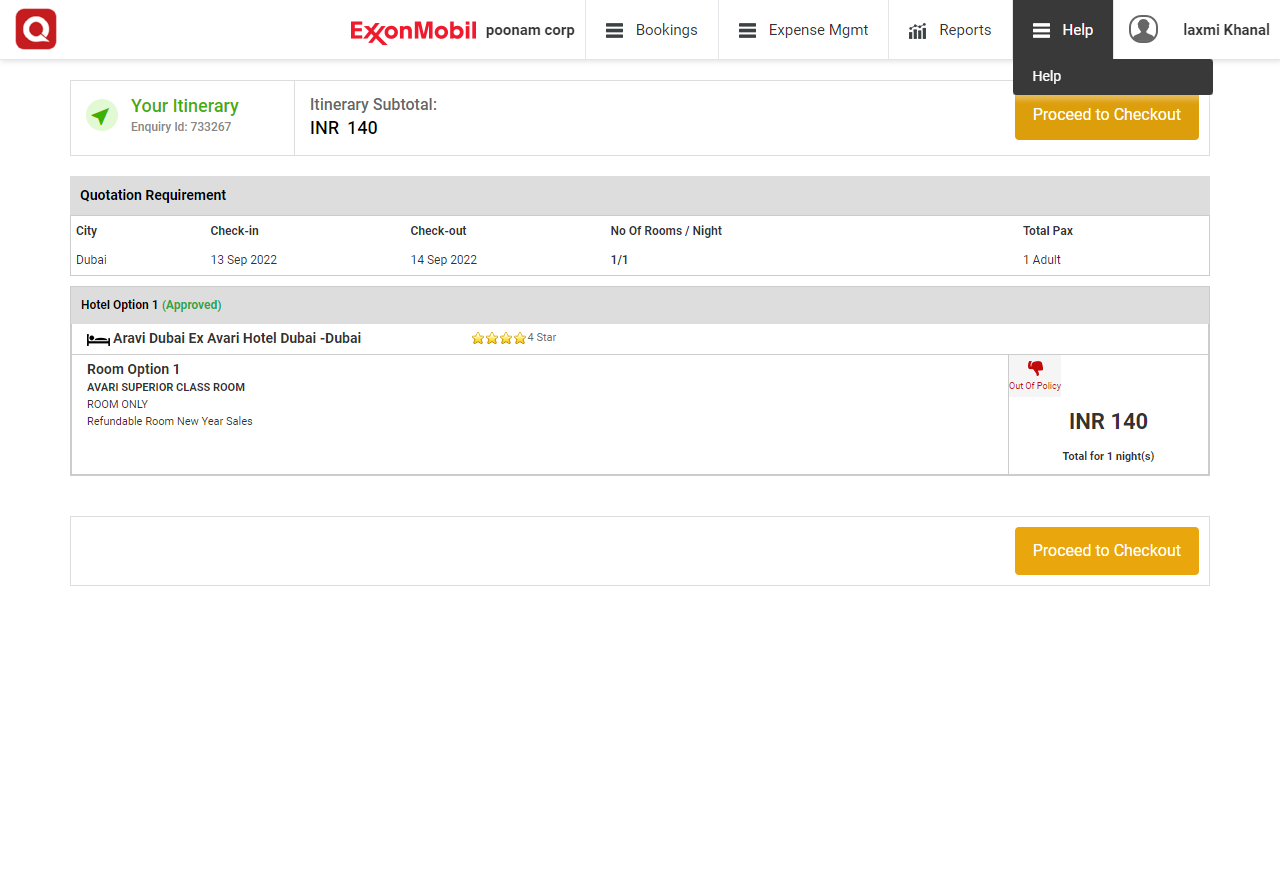 Q
ExxonMobil poonam corp Bookings Expense Mgmt Reports Help laxmi Khanal
Help
Your Itinerary
Enquiry Id: 733267
Itinerary Subtotal:
INR 140
Proceed to Checkout
Quotation Requirement
City Check-in Check-out No Of Rooms / Night Total Pax
Dubai 13 Sep 2022 14 Sep 2022 1/1 1 Adult
Hotel Option 1 (Approved)
Aravi Dubai Ex Avari Hotel Dubai -Dubai 4 Star
Room Option 1
AVARI SUPERIOR CLASS ROOM
ROOM ONLY
Refundable Room New Year Sales
Out Of Policy
INR 140
Total for 1 night(s)
Proceed to Checkout